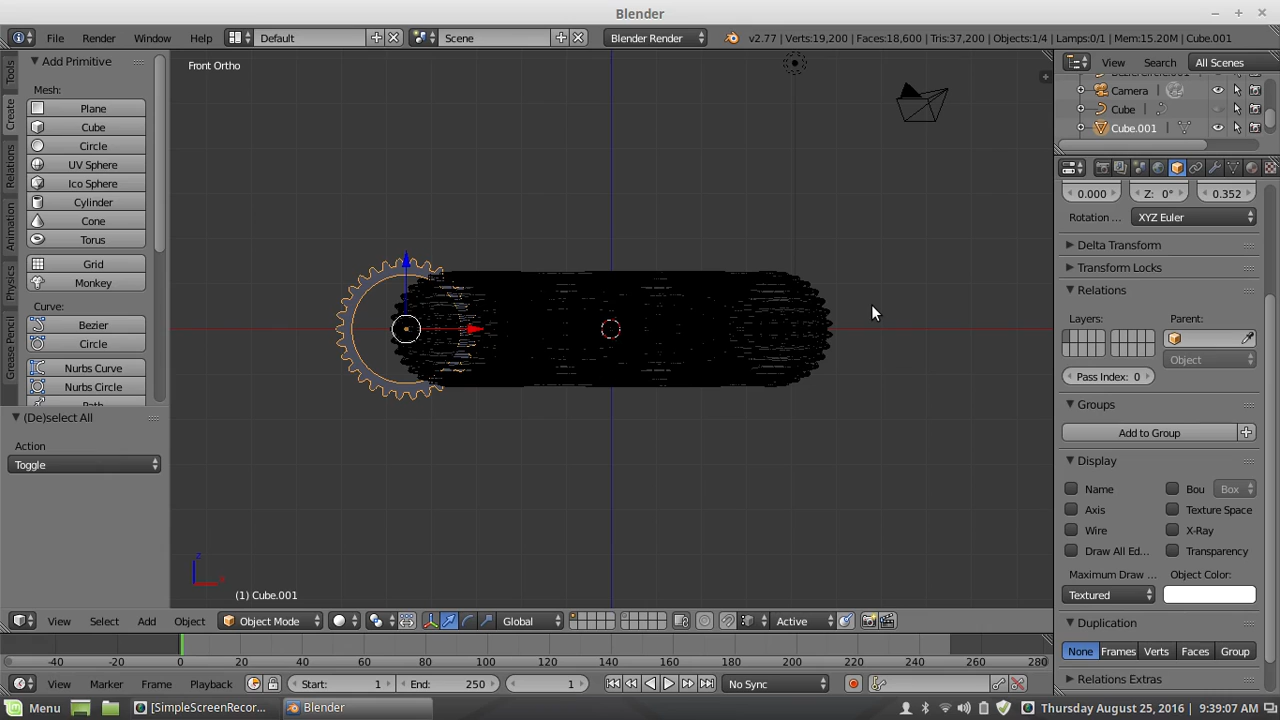 Blender
File Render Window Help Default Scene Blender Render v2.77 | Verts:19,200 | Faces:18,600 | Tris:37,200 | Objects:1/4 | Lamps:0/1 | Mem:15.20M | Cube.001
Tools
Create
Relations
Animation
Physics
Grease Pencil
Add Primitive
Mesh:
Plane
Cube
Circle
UV Sphere
Ico Sphere
Cylinder
Cone
Torus
Grid
Monkey
Bezier
Circle
Nurbs Curve
Nurbs Circle
Path
(De)select All
Action
Toggle
Front Ortho
z
x
(1) Cube.001
View Select Add Object Object Mode Global Active
View Search All Scenes
Camera
Cube
Cube.001
0.000 Z: 0° 0.352
Rotation ... XYZ Euler
Delta Transform
Transform Locks
Relations
Layers: Parent:
Object
Pass Index: 0
Groups
Add to Group
Display
Name Bou Box
Axis Texture Space
Wire X-Ray
Draw All Ed... Transparency
Maximum Draw ... Object Color:
Textured
Duplication
None Frames Verts Faces Group
Relations Extras
-40 -20 0 20 40 60 80 100 120 140 160 180 200 220 240 260 280
View Marker Frame Playback Start: 1 End: 250 1 No Sync
Menu [SimpleScreenRecor... Blender Thursday August 25, 2016 9:39:07 AM